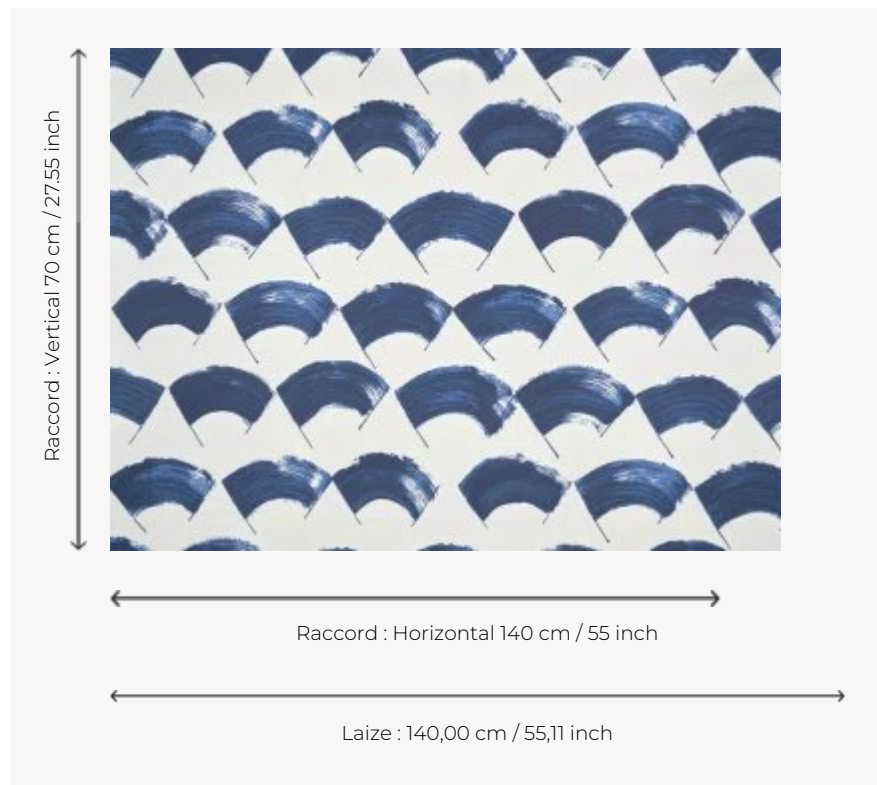 Raccord : Vertical 70 cm / 27.55 inch
Raccord : Horizontal 140 cm / 55 inch
Laize : 140,00 cm / 55,11 inch